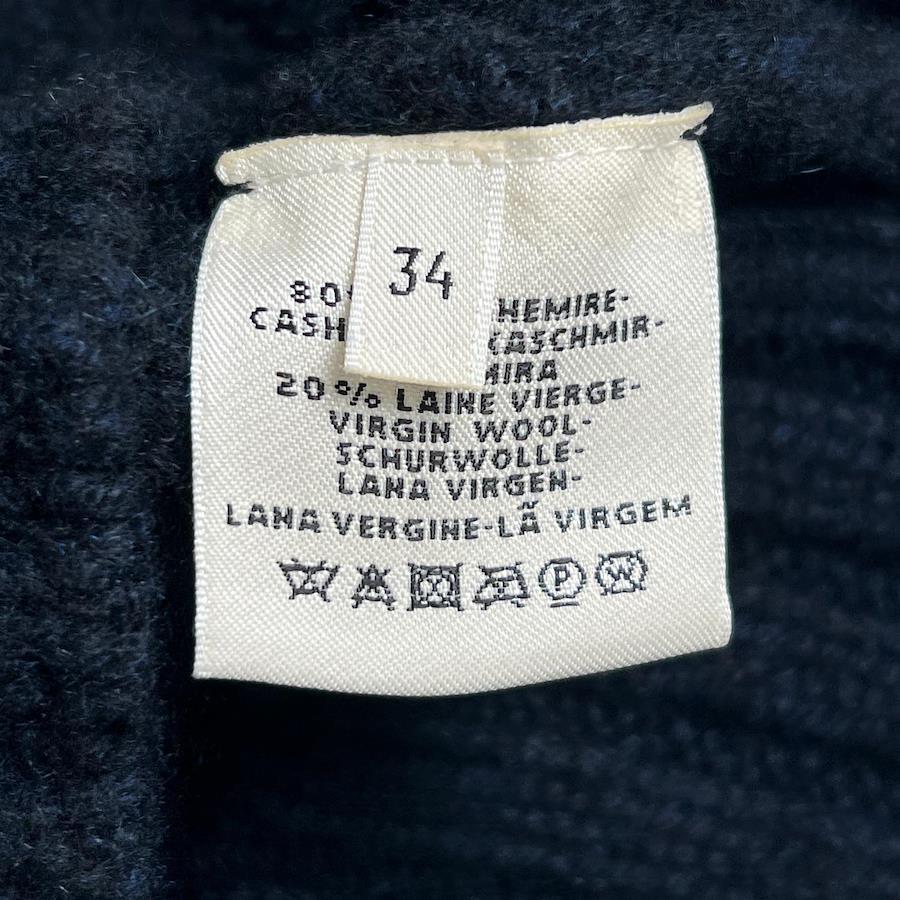 34
80
CASH
HEMIRE-
CASCHMIR-
MIRA
20% LAINE VIERGE-
VIRGIN WOOL-
SCHURWOLLE-
LANA VIRGEN-
LANA VERGINE-LÃ VIRGEM
P
W